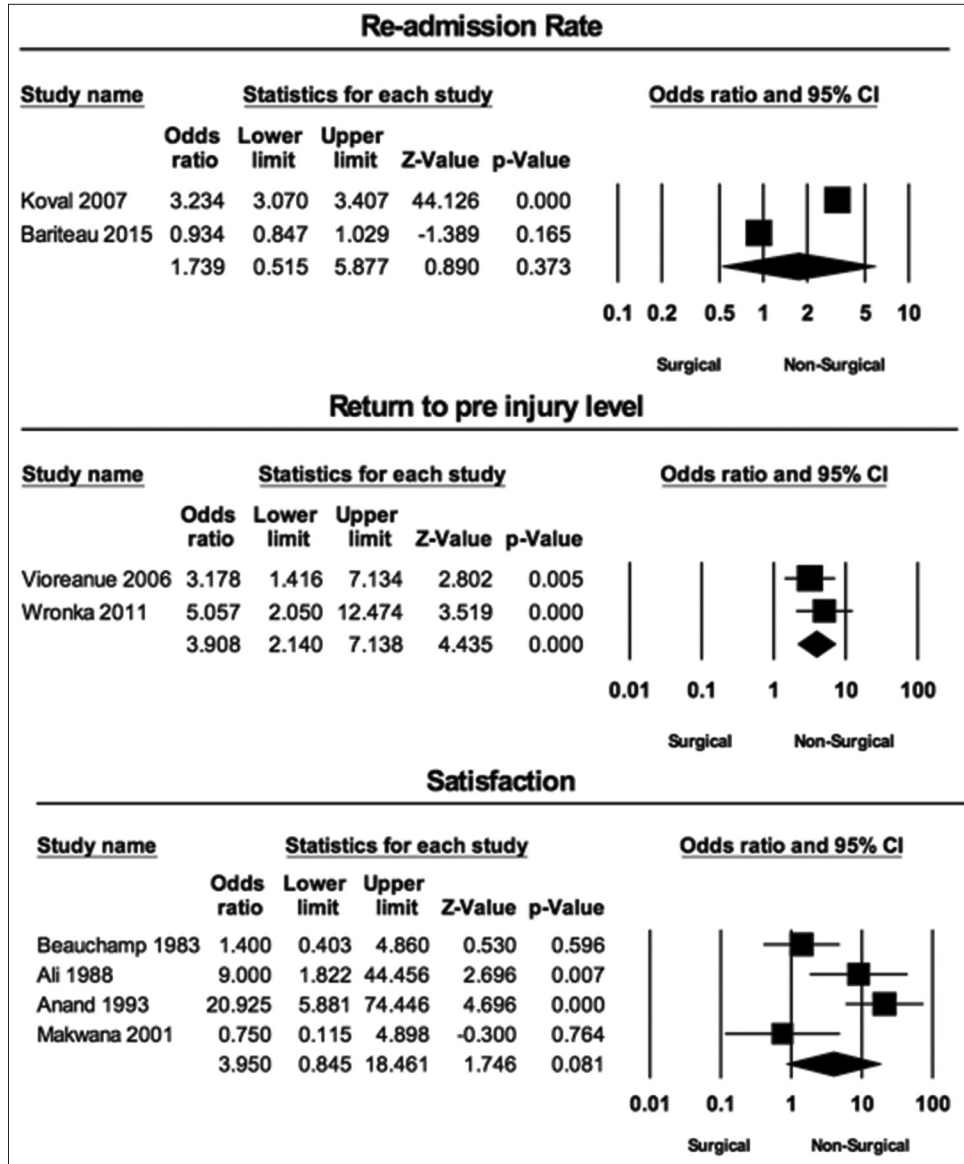 Re-admission Rate
Study name Statistics for each study Odds ratio and 95% CI
Odds Lower Upper
ratio limit limit Z-Value p-Value
Koval 2007 3.234 3.070 3.407 44.126 0.000
Bariteau 2015 0.934 0.847 1.029 -1.389 0.165
1.739 0.515 5.877 0.890 0.373
0.1 0.2 0.5 1 2 5 10
Surgical Non-Surgical
Return to pre injury level
Study name Statistics for each study Odds ratio and 95% CI
Odds Lower Upper
ratio limit limit Z-Value p-Value
Vioreanue 2006 3.178 1.416 7.134 2.802 0.005
Wronka 2011 5.057 2.050 12.474 3.519 0.000
3.908 2.140 7.138 4.435 0.000
0.01 0.1 1 10 100
Surgical Non-Surgical
Satisfaction
Study name Statistics for each study Odds ratio and 95% CI
Odds Lower Upper
ratio limit limit Z-Value p-Value
Beauchamp 1983 1.400 0.403 4.860 0.530 0.596
Ali 1988 9.000 1.822 44.456 2.696 0.007
Anand 1993 20.925 5.881 74.446 4.696 0.000
Makwana 2001 0.750 0.115 4.898 -0.300 0.764
3.950 0.845 18.461 1.746 0.081
0.01 0.1 1 10 100
Surgical Non-Surgical